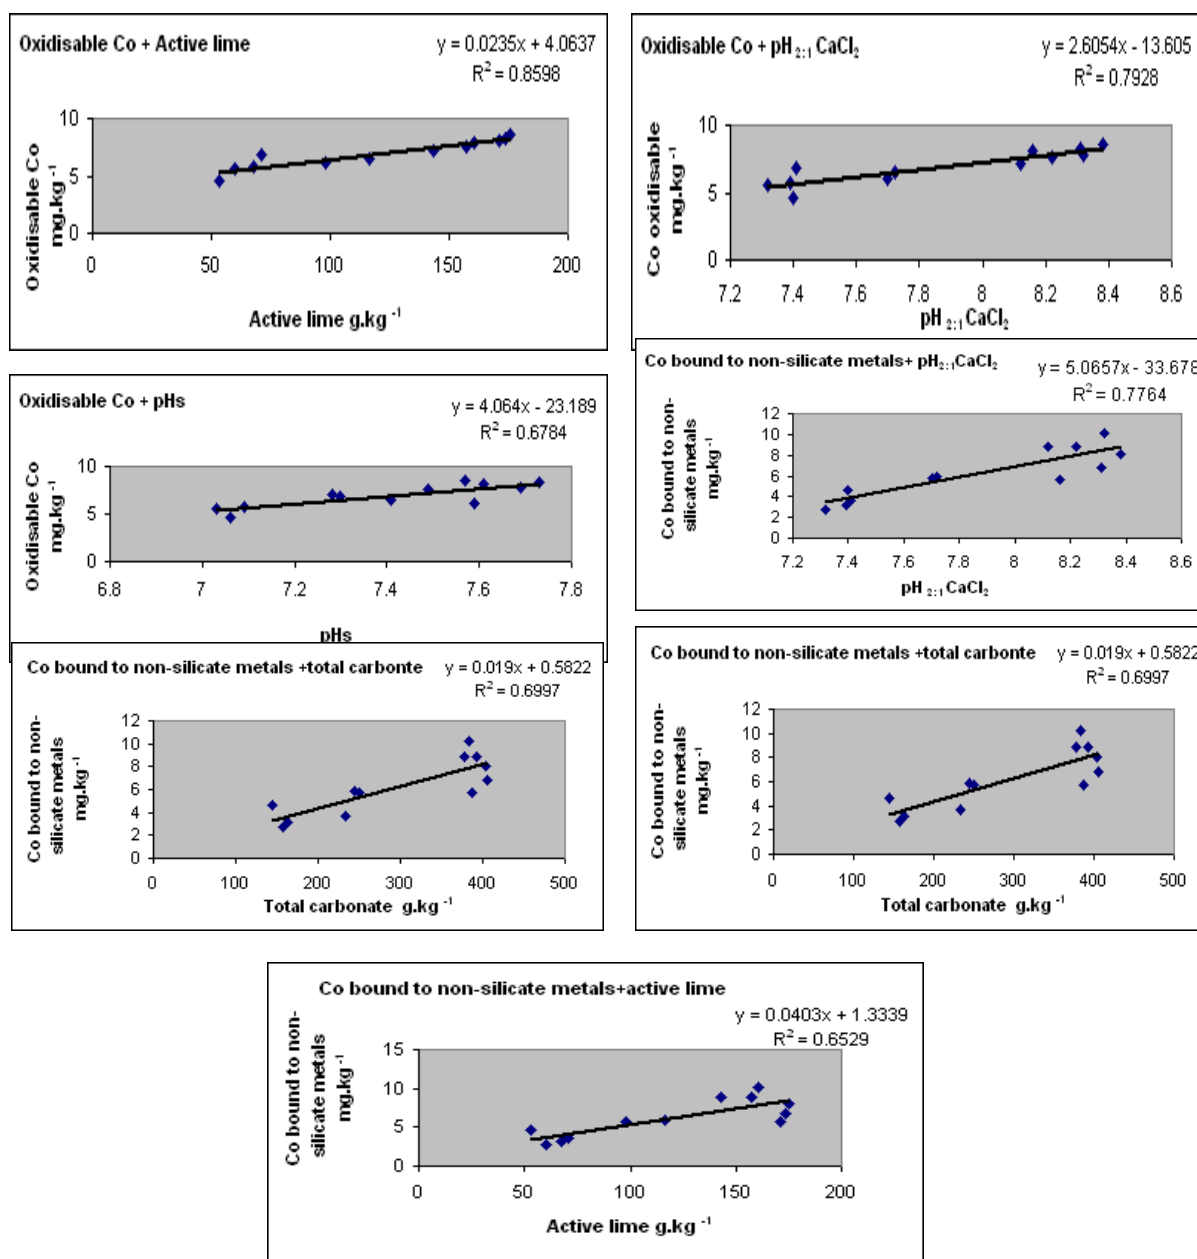 Oxidisable Co + Active lime
y = 0.0235x + 4.0637
R² = 0.8598
Oxidisable Co
mg.kg⁻¹
10
5
0
0 50 100 150 200
Active lime g.kg ⁻¹
Oxidisable Co + pH ₂:₁ CaCl₂
y = 2.6054x - 13.605
R² = 0.7928
Co oxidisable
mg.kg⁻¹
10
5
0
7.2 7.4 7.6 7.8 8 8.2 8.4 8.6
pH ₂:₁ CaCl₂
Oxidisable Co + pHs
y = 4.064x - 23.189
R² = 0.6784
Oxidisable Co
mg.kg⁻¹
10
5
0
6.8 7 7.2 7.4 7.6 7.8
pHs
Co bound to non-silicate metals+ pH₂:₁CaCl₂
y = 5.0657x - 33.678
R² = 0.7764
Co bound to non-
silicate metals
mg.kg⁻¹
12
10
8
6
4
2
0
7.2 7.4 7.6 7.8 8 8.2 8.4 8.6
pH ₂:₁ CaCl₂
Co bound to non-silicate metals +total carbonte
y = 0.019x + 0.5822
R² = 0.6997
Co bound to non-
silicate metals
mg.kg⁻¹
12
10
8
6
4
2
0
0 100 200 300 400 500
Total carbonate g.kg ⁻¹
Co bound to non-silicate metals +total carbonte
y = 0.019x + 0.5822
R² = 0.6997
Co bound to non-
silicate metals
mg.kg⁻¹
12
10
8
6
4
2
0
0 100 200 300 400 500
Total carbonate g.kg ⁻¹
Co bound to non-silicate metals+active lime
y = 0.0403x + 1.3339
R² = 0.6529
Co bound to non-
silicate metals
mg.kg⁻¹
15
10
5
0
0 50 100 150 200
Active lime g.kg ⁻¹